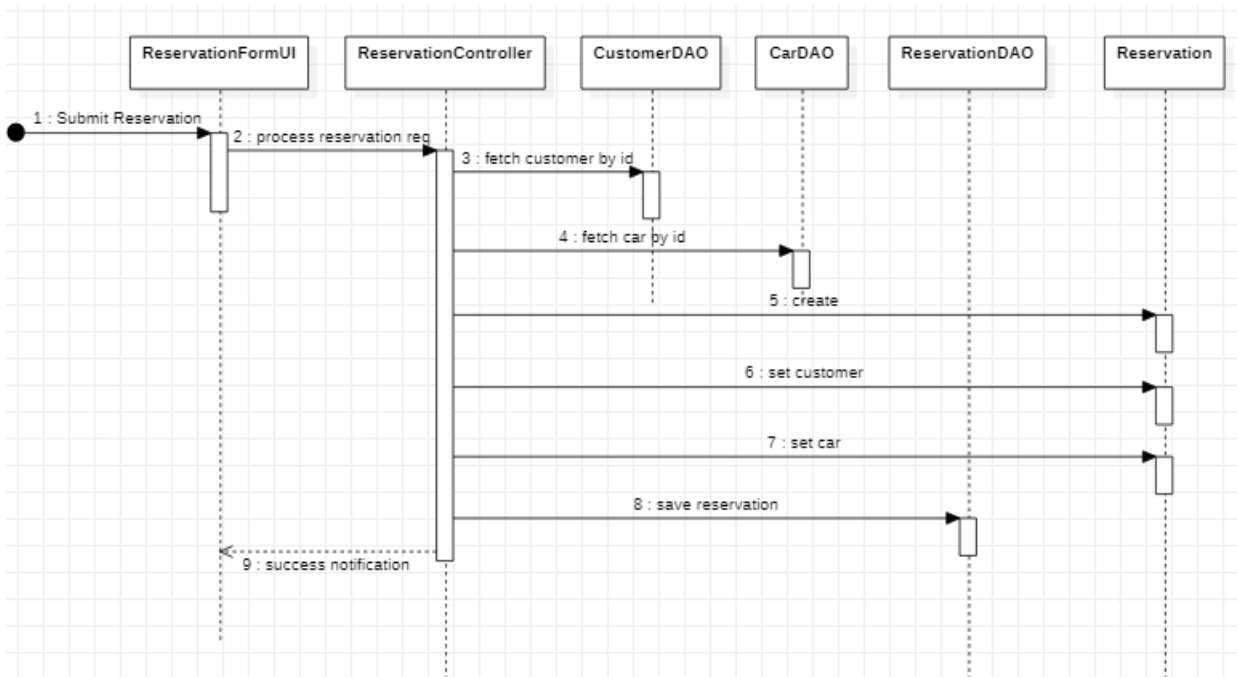 ReservationFormUI
ReservationController
CustomerDAO
CarDAO
ReservationDAO
Reservation
1 : Submit Reservation
2 : process reservation req
3 : fetch customer by id
4 : fetch car by id
5 : create
6 : set customer
7 : set car
8 : save reservation
9 : success notification